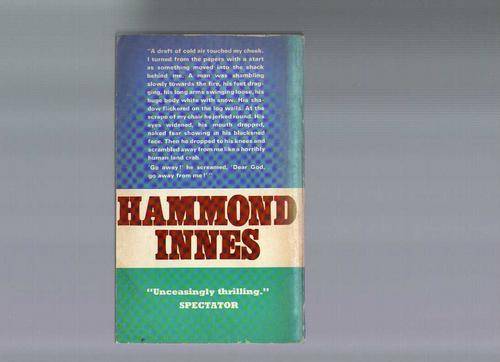 "A draft of cold air touched my cheek.
I turned from the papers with a start
as something moved into the shack
behind me. A man was shambling
slowly towards the fire, his feet drag-
ging, his long arms swinging loose, his
huge body white with snow. His sha-
dow flickered on the log walls. At the
scrape of my chair he jerked round. His
eyes widened, his mouth dropped,
naked fear showing in his blackened
face. Then he dropped to his knees and
scrambled away from me like a horribly
human land crab.
'Go away!' he screamed, 'Dear God,
go away from me!'"
HAMMOND
INNES
"Unceasingly thrilling."
SPECTATOR